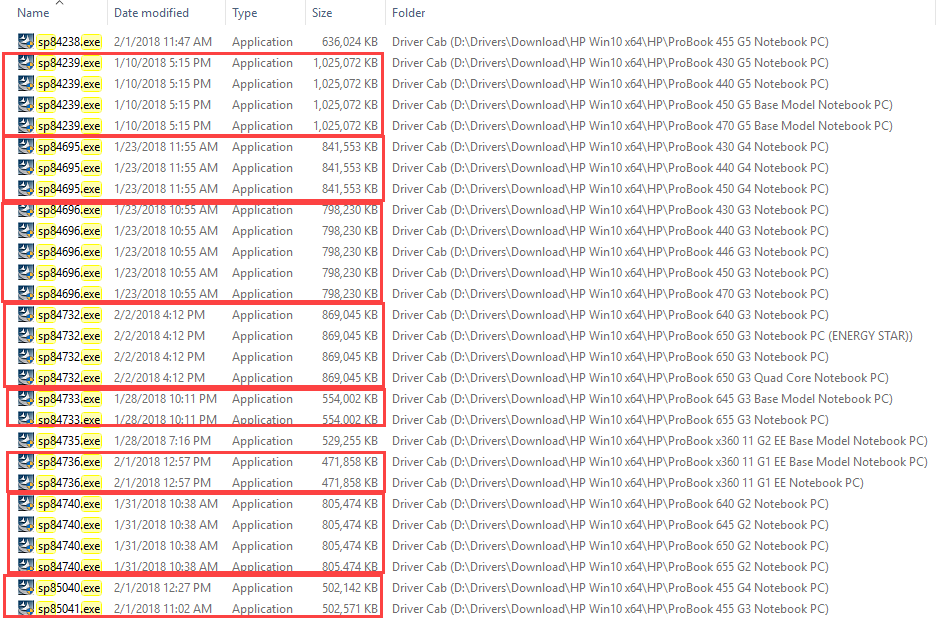 Name Date modified Type Size Folder
sp84238.exe 2/1/2018 11:47 AM Application 636,024 KB Driver Cab (D:\Drivers\Download\HP Win10 x64\HP\ProBook 455 G5 Notebook PC)
sp84239.exe 1/10/2018 5:15 PM Application 1,025,072 KB Driver Cab (D:\Drivers\Download\HP Win10 x64\HP\ProBook 430 G5 Notebook PC)
sp84239.exe 1/10/2018 5:15 PM Application 1,025,072 KB Driver Cab (D:\Drivers\Download\HP Win10 x64\HP\ProBook 440 G5 Notebook PC)
sp84239.exe 1/10/2018 5:15 PM Application 1,025,072 KB Driver Cab (D:\Drivers\Download\HP Win10 x64\HP\ProBook 450 G5 Base Model Notebook PC)
sp84239.exe 1/10/2018 5:15 PM Application 1,025,072 KB Driver Cab (D:\Drivers\Download\HP Win10 x64\HP\ProBook 470 G5 Base Model Notebook PC)
sp84695.exe 1/23/2018 11:55 AM Application 841,553 KB Driver Cab (D:\Drivers\Download\HP Win10 x64\HP\ProBook 430 G4 Notebook PC)
sp84695.exe 1/23/2018 11:55 AM Application 841,553 KB Driver Cab (D:\Drivers\Download\HP Win10 x64\HP\ProBook 440 G4 Notebook PC)
sp84695.exe 1/23/2018 11:55 AM Application 841,553 KB Driver Cab (D:\Drivers\Download\HP Win10 x64\HP\ProBook 450 G4 Notebook PC)
sp84696.exe 1/23/2018 10:55 AM Application 798,230 KB Driver Cab (D:\Drivers\Download\HP Win10 x64\HP\ProBook 430 G3 Notebook PC)
sp84696.exe 1/23/2018 10:55 AM Application 798,230 KB Driver Cab (D:\Drivers\Download\HP Win10 x64\HP\ProBook 440 G3 Notebook PC)
sp84696.exe 1/23/2018 10:55 AM Application 798,230 KB Driver Cab (D:\Drivers\Download\HP Win10 x64\HP\ProBook 446 G3 Notebook PC)
sp84696.exe 1/23/2018 10:55 AM Application 798,230 KB Driver Cab (D:\Drivers\Download\HP Win10 x64\HP\ProBook 450 G3 Notebook PC)
sp84696.exe 1/23/2018 10:55 AM Application 798,230 KB Driver Cab (D:\Drivers\Download\HP Win10 x64\HP\ProBook 470 G3 Notebook PC)
sp84732.exe 2/2/2018 4:12 PM Application 869,045 KB Driver Cab (D:\Drivers\Download\HP Win10 x64\HP\ProBook 640 G3 Notebook PC)
sp84732.exe 2/2/2018 4:12 PM Application 869,045 KB Driver Cab (D:\Drivers\Download\HP Win10 x64\HP\ProBook 650 G3 Notebook PC (ENERGY STAR))
sp84732.exe 2/2/2018 4:12 PM Application 869,045 KB Driver Cab (D:\Drivers\Download\HP Win10 x64\HP\ProBook 650 G3 Notebook PC)
sp84732.exe 2/2/2018 4:12 PM Application 869,045 KB Driver Cab (D:\Drivers\Download\HP Win10 x64\HP\ProBook 650 G3 Quad Core Notebook PC)
sp84733.exe 1/28/2018 10:11 PM Application 554,002 KB Driver Cab (D:\Drivers\Download\HP Win10 x64\HP\ProBook 645 G3 Base Model Notebook PC)
sp84733.exe 1/28/2018 10:11 PM Application 554,002 KB Driver Cab (D:\Drivers\Download\HP Win10 x64\HP\ProBook 655 G3 Notebook PC)
sp84735.exe 1/28/2018 7:16 PM Application 529,255 KB Driver Cab (D:\Drivers\Download\HP Win10 x64\HP\ProBook x360 11 G2 EE Base Model Notebook PC)
sp84736.exe 2/1/2018 12:57 PM Application 471,858 KB Driver Cab (D:\Drivers\Download\HP Win10 x64\HP\ProBook x360 11 G1 EE Base Model Notebook PC)
sp84736.exe 2/1/2018 12:57 PM Application 471,858 KB Driver Cab (D:\Drivers\Download\HP Win10 x64\HP\ProBook x360 11 G1 EE Notebook PC)
sp84740.exe 1/31/2018 10:38 AM Application 805,474 KB Driver Cab (D:\Drivers\Download\HP Win10 x64\HP\ProBook 640 G2 Notebook PC)
sp84740.exe 1/31/2018 10:38 AM Application 805,474 KB Driver Cab (D:\Drivers\Download\HP Win10 x64\HP\ProBook 645 G2 Notebook PC)
sp84740.exe 1/31/2018 10:38 AM Application 805,474 KB Driver Cab (D:\Drivers\Download\HP Win10 x64\HP\ProBook 650 G2 Notebook PC)
sp84740.exe 1/31/2018 10:38 AM Application 805,474 KB Driver Cab (D:\Drivers\Download\HP Win10 x64\HP\ProBook 655 G2 Notebook PC)
sp85040.exe 2/1/2018 12:27 PM Application 502,142 KB Driver Cab (D:\Drivers\Download\HP Win10 x64\HP\ProBook 455 G4 Notebook PC)
sp85041.exe 2/1/2018 11:02 AM Application 502,571 KB Driver Cab (D:\Drivers\Download\HP Win10 x64\HP\ProBook 455 G3 Notebook PC)